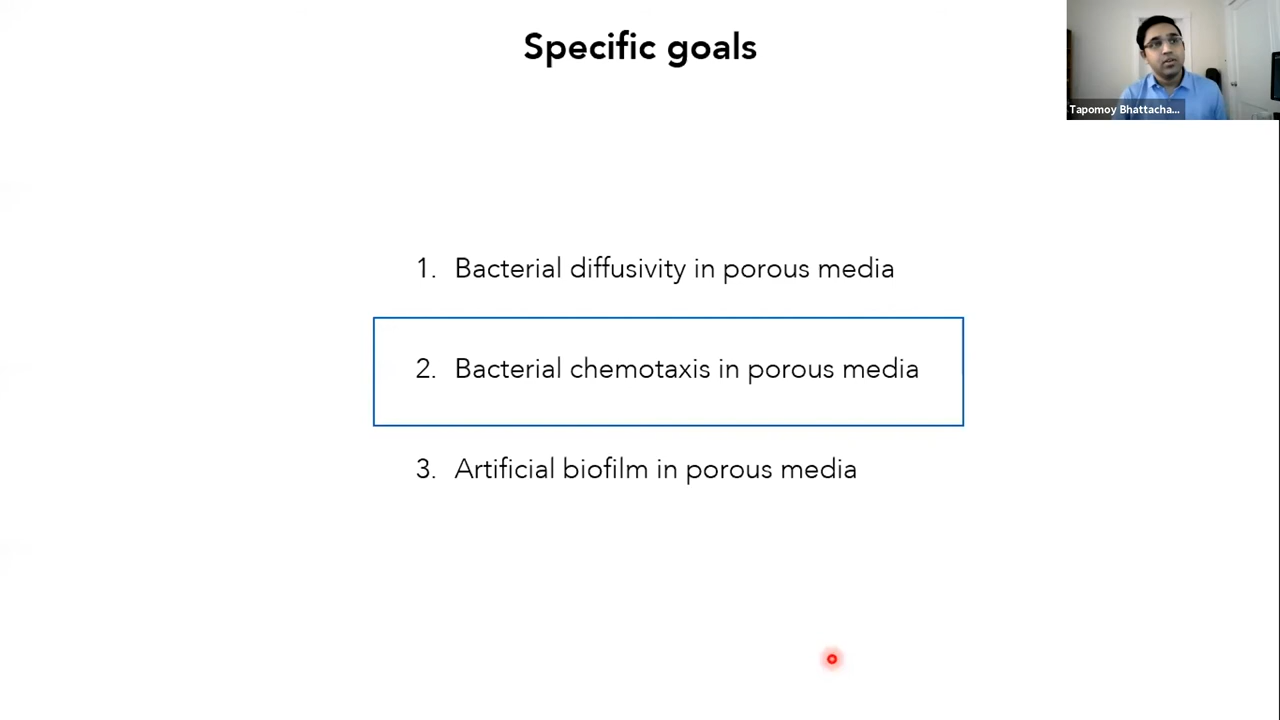 Specific goals
Tapomoy Bhattacha...
1. Bacterial diffusivity in porous media
2. Bacterial chemotaxis in porous media
3. Artificial biofilm in porous media